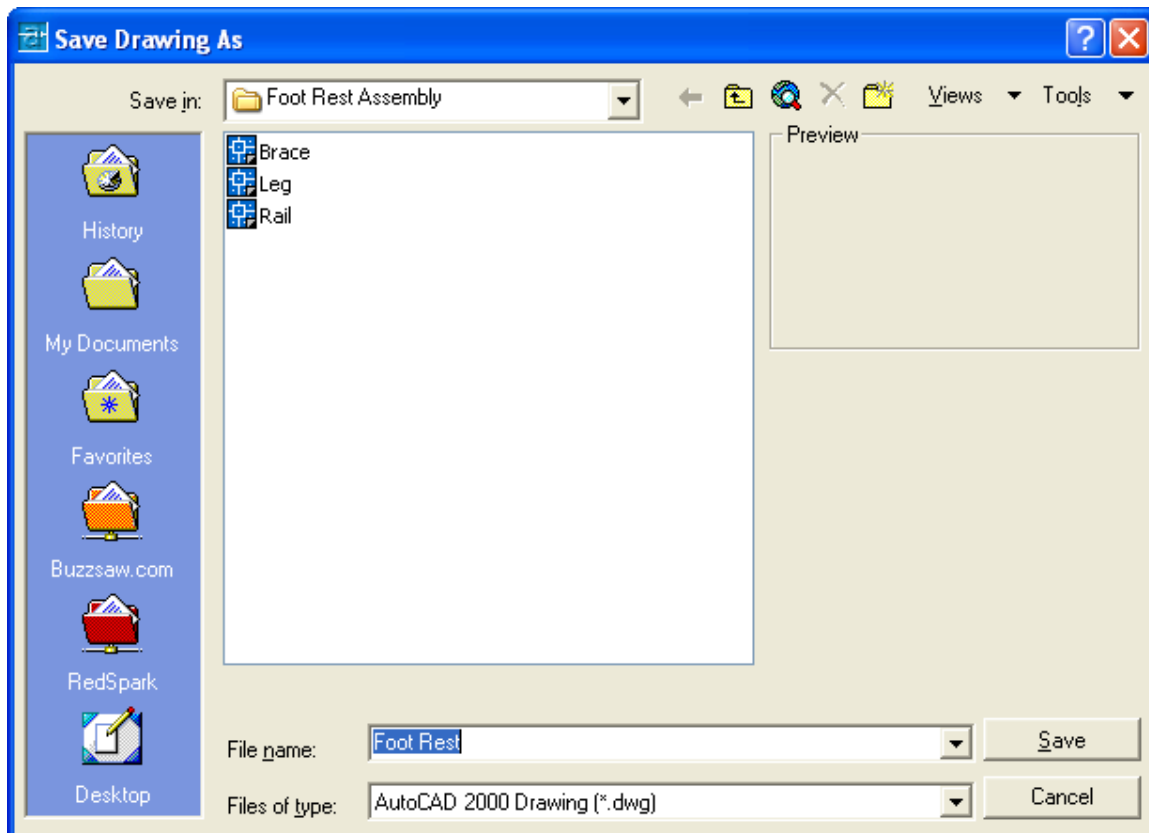 Save Drawing As
Save in: Foot Rest Assembly Views Tools
Brace
Leg
Rail
Preview
History
My Documents
Favorites
Buzzsaw.com
RedSpark
Desktop
File name: Foot Rest Save
Files of type: AutoCAD 2000 Drawing (*.dwg) Cancel